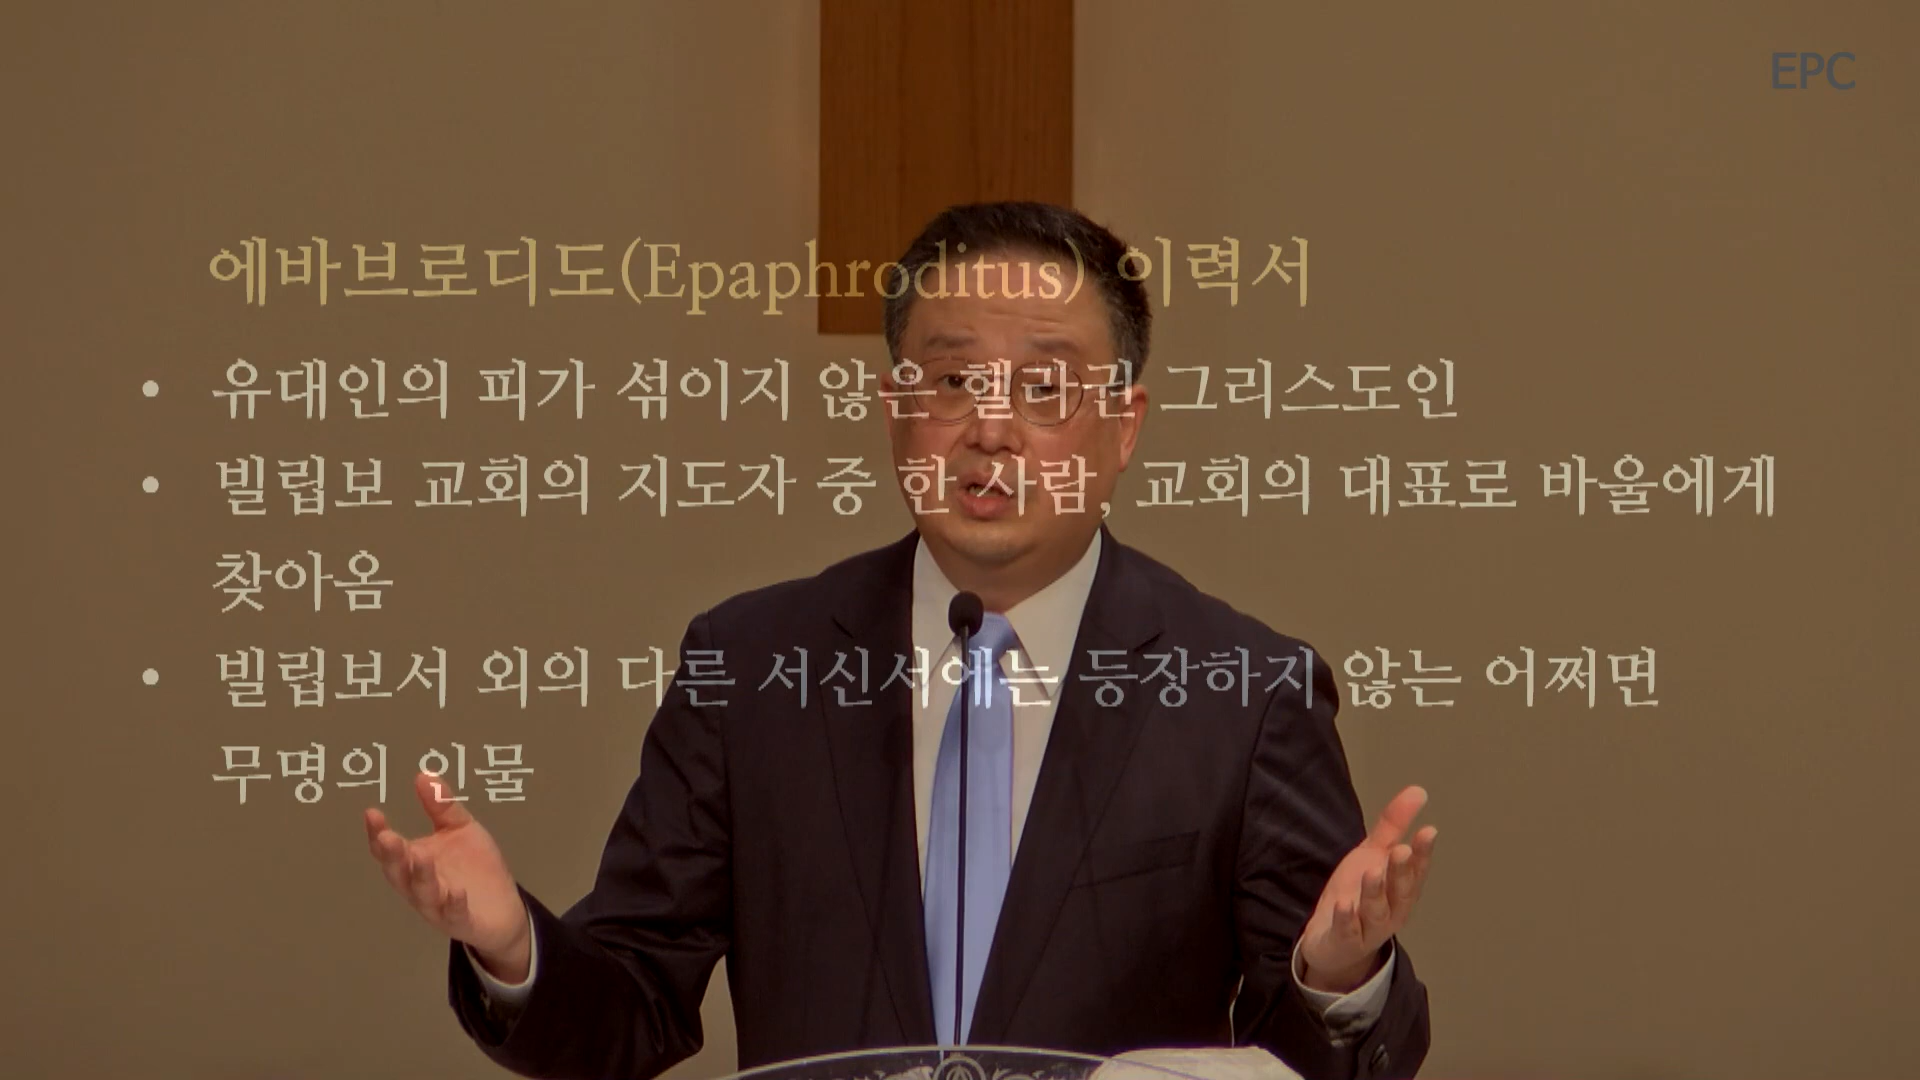 EPC
에바브로디도(Epaphroditus) 이력서
• 유대인의 피가 섞이지 않은 헬라권 그리스도인
• 빌립보 교회의 지도자 중 한 사람, 교회의 대표로 바울에게
찾아옴
• 빌립보서 외의 다른 서신서에는 등장하지 않는 어쩌면
무명의 인물